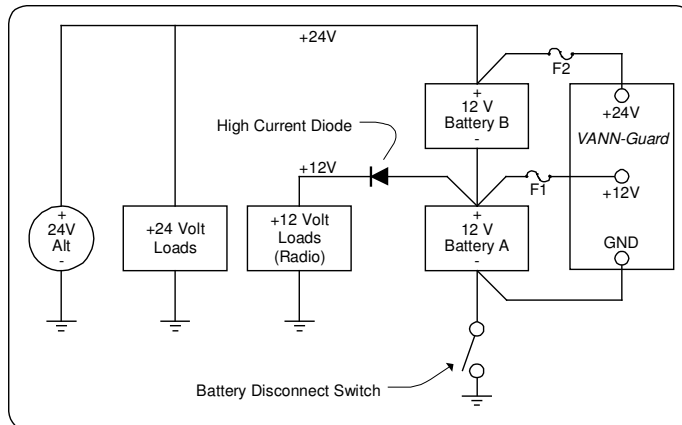 +24V
F2
+
12 V
Battery B
-
+24V
VANN-Guard
High Current Diode
+12V
F1
+12V
+
24V
Alt
-
+24 Volt
Loads
+12 Volt
Loads
(Radio)
+
12 V
Battery A
-
GND
Battery Disconnect Switch